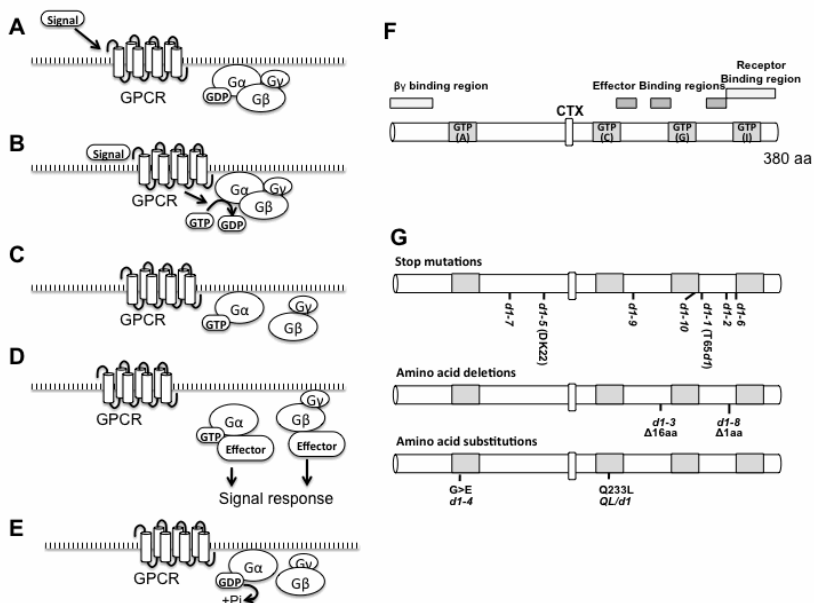 A
Signal
GPCR
Gα
Gγ
GDP
Gβ
B
Signal
GPCR
Gα
Gγ
Gβ
GTP
GDP
C
GPCR
Gα
GTP
Gγ
Gβ
D
GPCR
Gα
GTP
Effector
Gγ
Gβ
Effector
Signal response
E
GPCR
Gα
GDP
+Pi
Gγ
Gβ
F
βγ binding region
Effector Binding regions
Receptor
Binding region
CTX
GTP
(A)
GTP
(C)
GTP
(G)
GTP
(I)
380 aa
G
Stop mutations
d1-7
d1-5 (DK22)
d1-9
d1-10
d1-1 (T65d1)
d1-2
d1-6
Amino acid deletions
d1-3
Δ16aa
d1-8
Δ1aa
Amino acid substitutions
G>E
d1-4
Q233L
QL/d1